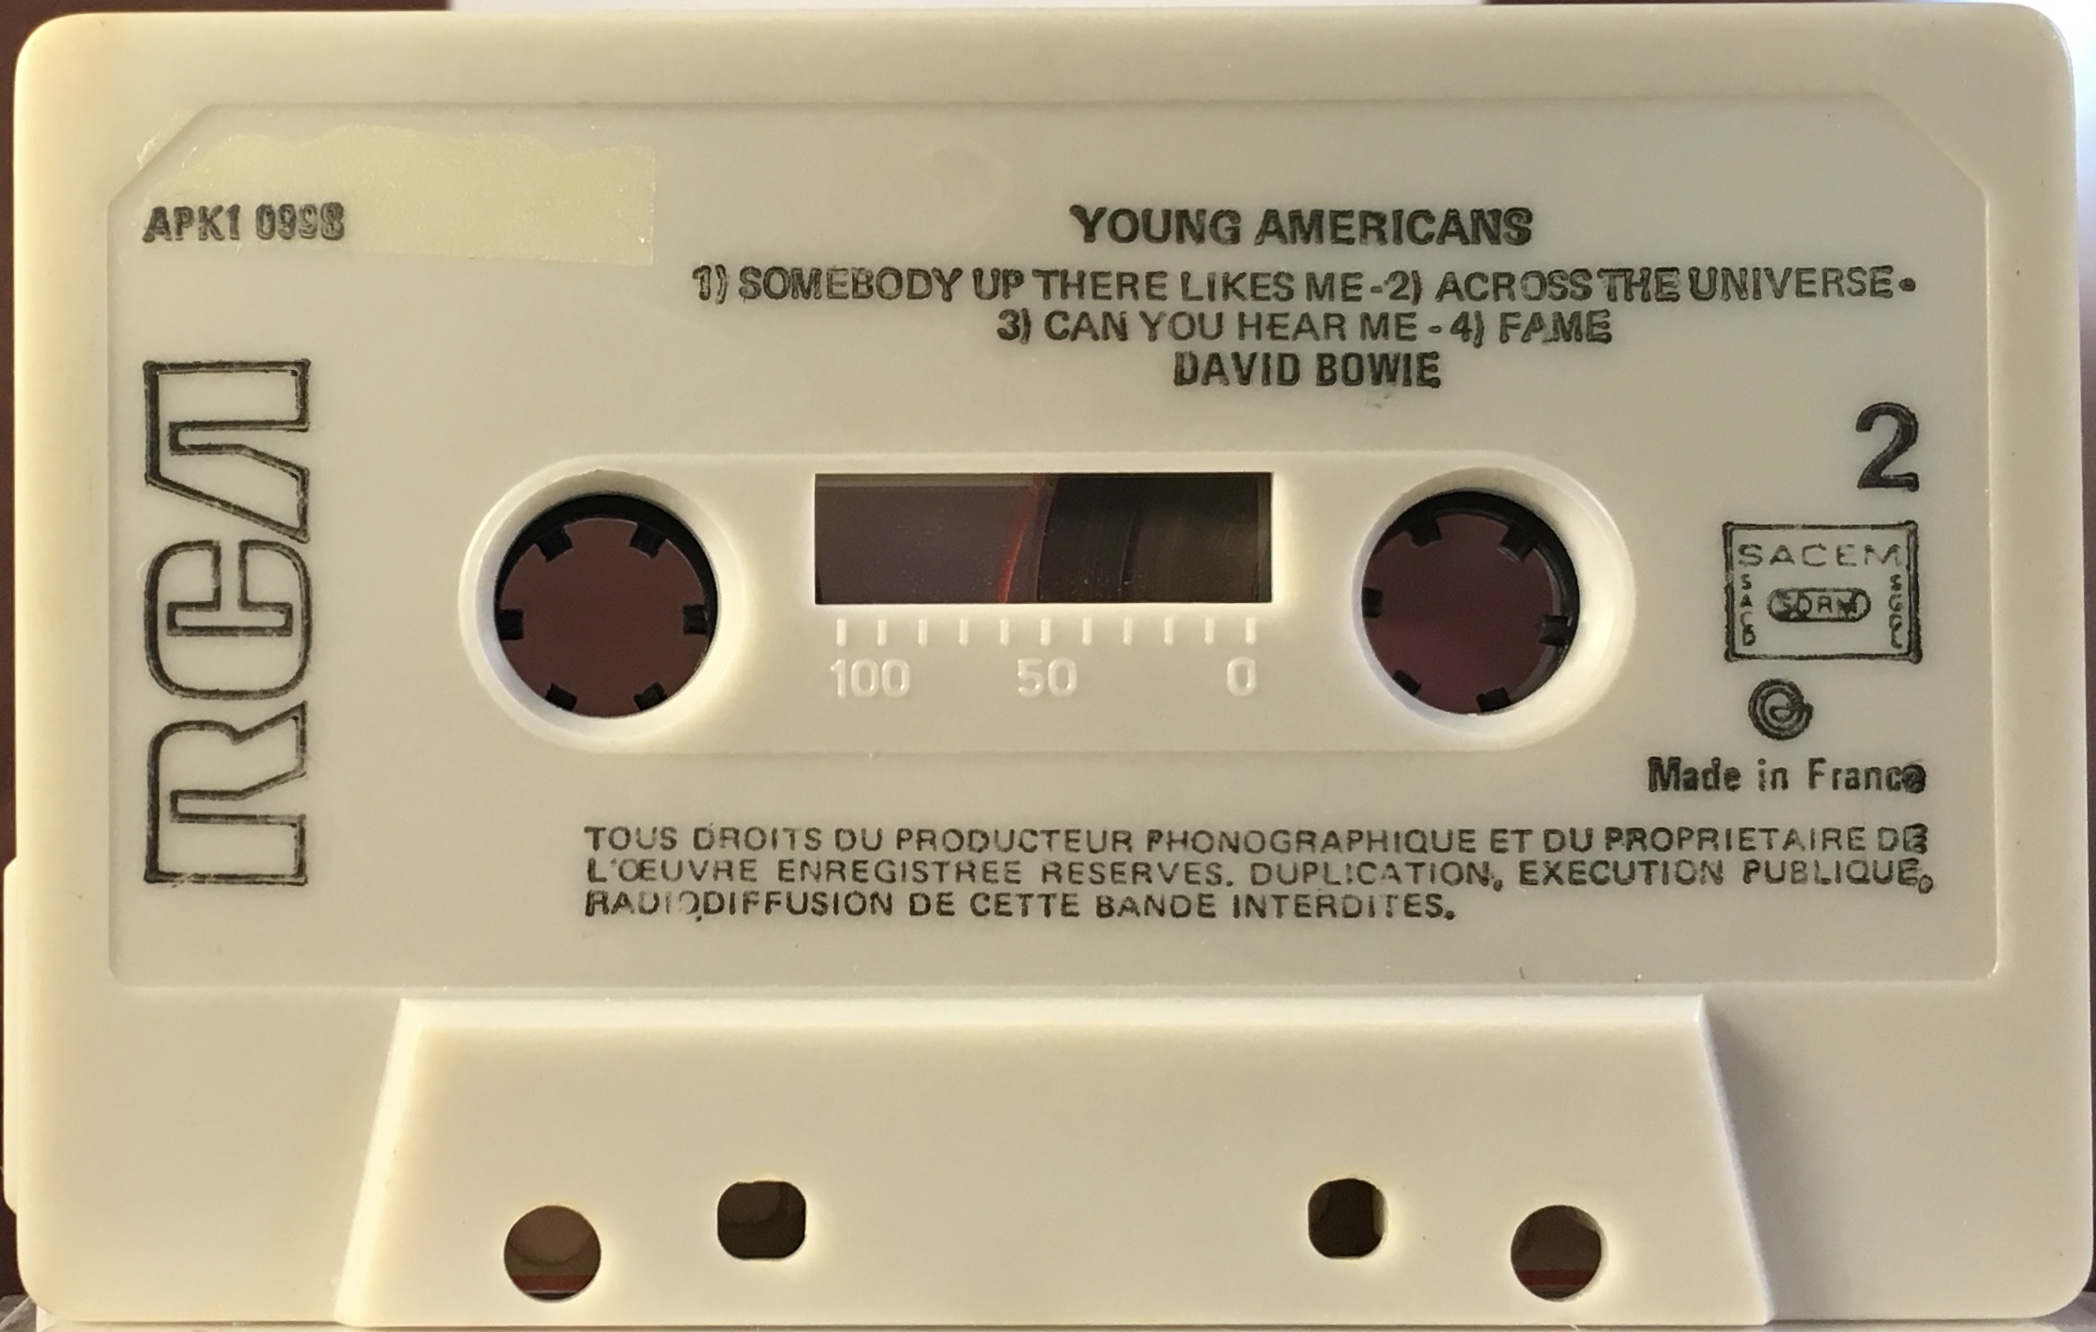 APK1 0998
YOUNG AMERICANS
1) SOMEBODY UP THERE LIKES ME - 2) ACROSS THE UNIVERSE -
3) CAN YOU HEAR ME - 4) FAME
DAVID BOWIE
RCA
2
SACEM
SACD
SDRM
SGDL
100 50 0
Made in France
TOUS DROITS DU PRODUCTEUR PHONOGRAPHIQUE ET DU PROPRIETAIRE DE
L'ŒUVRE ENREGISTREE RESERVES. DUPLICATION, EXECUTION PUBLIQUE,
RADIODIFFUSION DE CETTE BANDE INTERDITES.